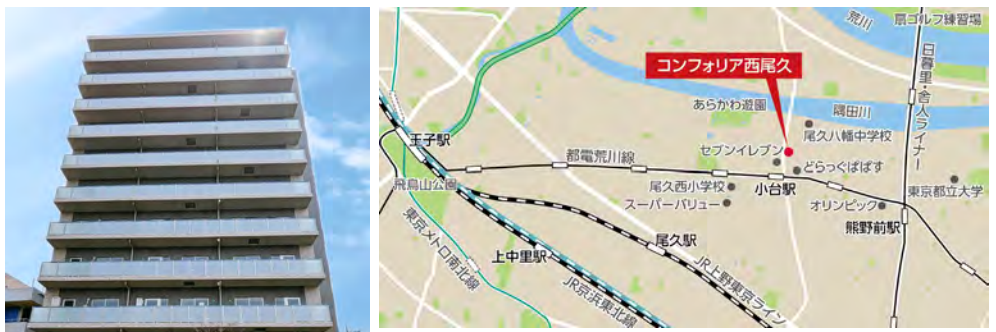 荒川
扇ゴルフ練習場
コンフォリア西尾久
日暮里・舎人ライナー
あらかわ遊園
隅田川
尾久八幡中学校
王子駅
都電荒川線
セブンイレブン
どらっぐぱぱす
飛鳥山公園
尾久西小学校
小台駅
東京都立大学
スーパーバリュー
オリンピック
熊野前駅
東京メトロ南北線
尾久駅
上中里駅
JR上野東京ライン
JR京浜東北線